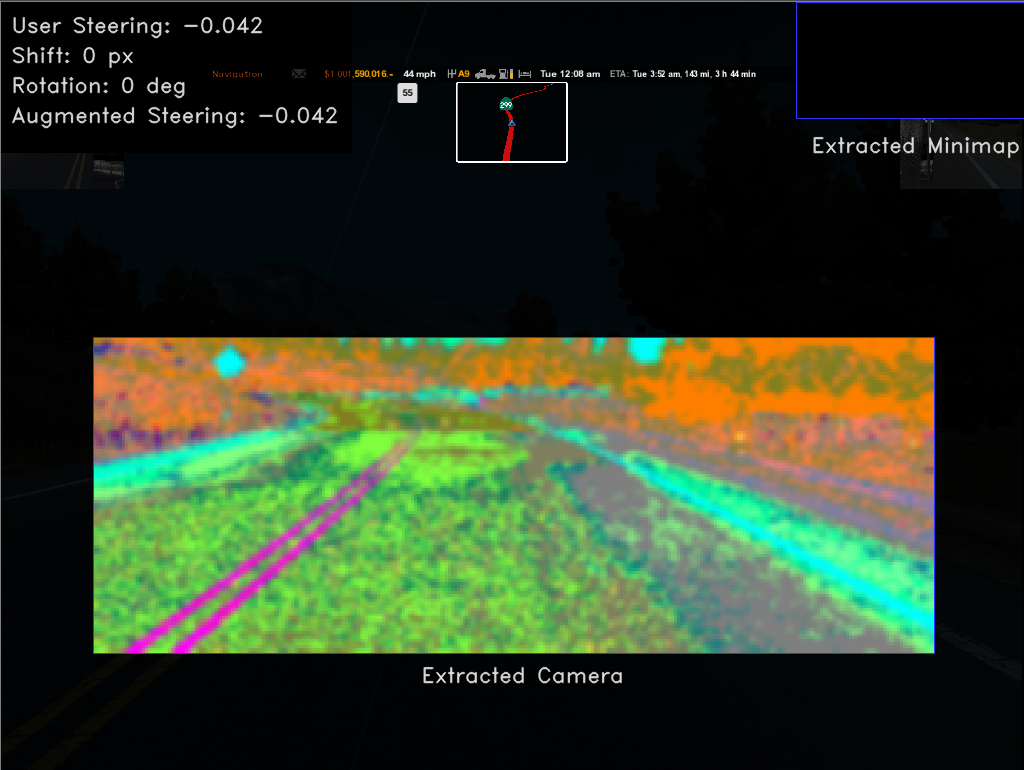 User Steering: −0.042
Shift: 0 px
Rotation: 0 deg
Augmented Steering: −0.042
Navigation $1 001,590,016.- 44 mph A9 Tue 12:08 am ETA: Tue 3:52 am, 143 mi, 3 h 44 min
55
299
Extracted Minimap
Extracted Camera